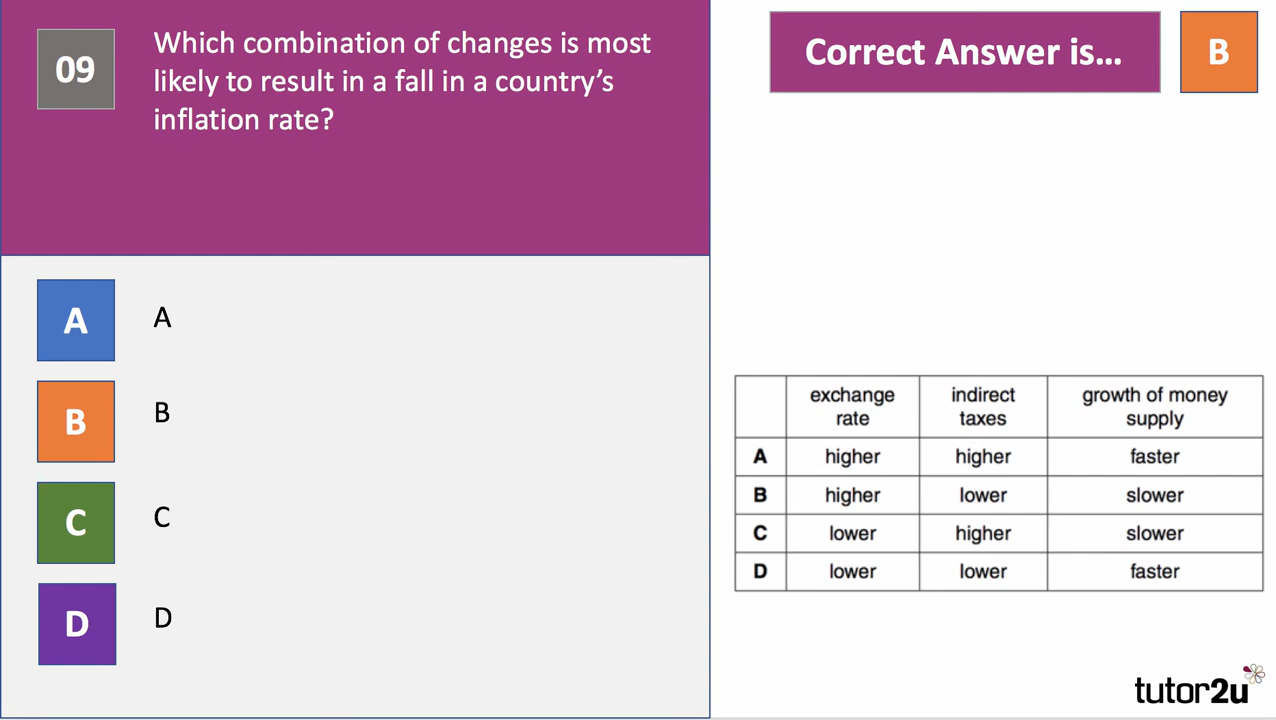 09
Which combination of changes is most
likely to result in a fall in a country’s
inflation rate?
A A
B B
C C
D D
Correct Answer is... B
exchange rate indirect taxes growth of money supply
A higher higher faster
B higher lower slower
C lower higher slower
D lower lower faster
tutor2u